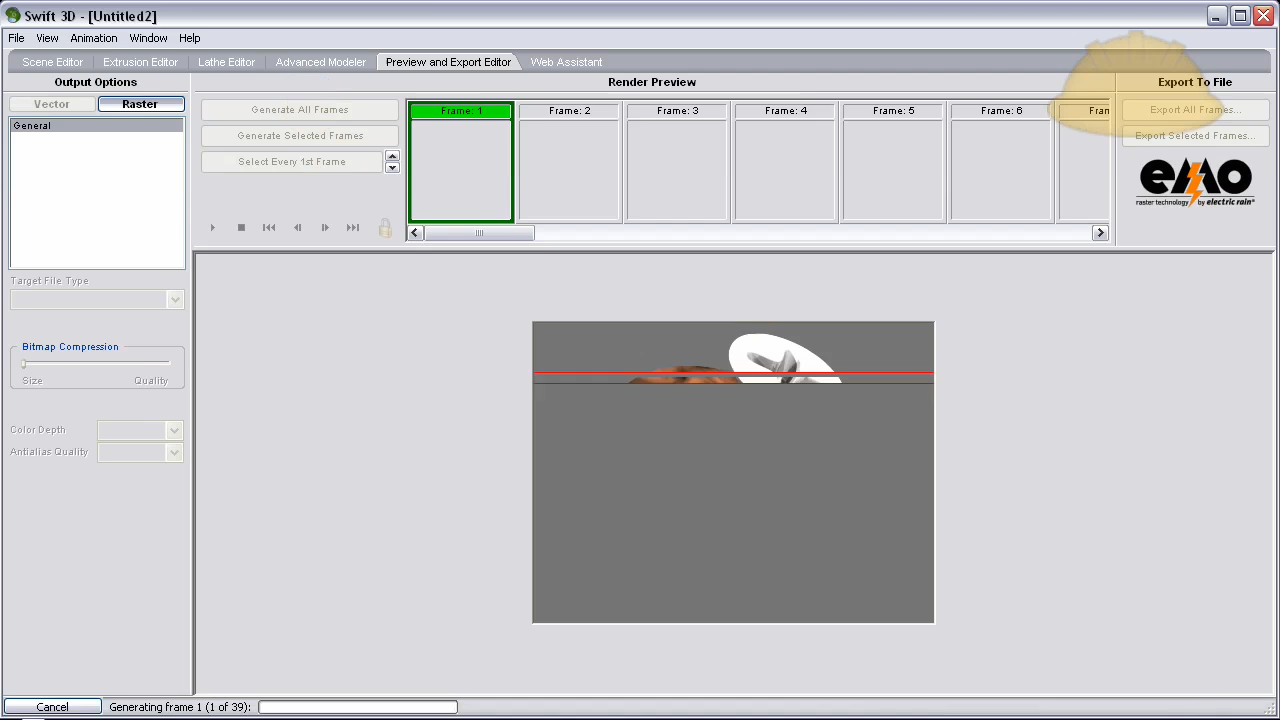 Swift 3D - [Untitled2]
File View Animation Window Help
Scene Editor Extrusion Editor Lathe Editor Advanced Modeler Preview and Export Editor Web Assistant
Output Options
Render Preview
Export To File
Vector Raster
General
Generate All Frames
Generate Selected Frames
Select Every 1st Frame
Frame: 1 Frame: 2 Frame: 3 Frame: 4 Frame: 5 Frame: 6 Fran
Export All Frames...
Export Selected Frames...
emo
raster technology by electric rain
Target File Type
Bitmap Compression
Size Quality
Color Depth
Antialias Quality
Cancel Generating frame 1 (1 of 39):